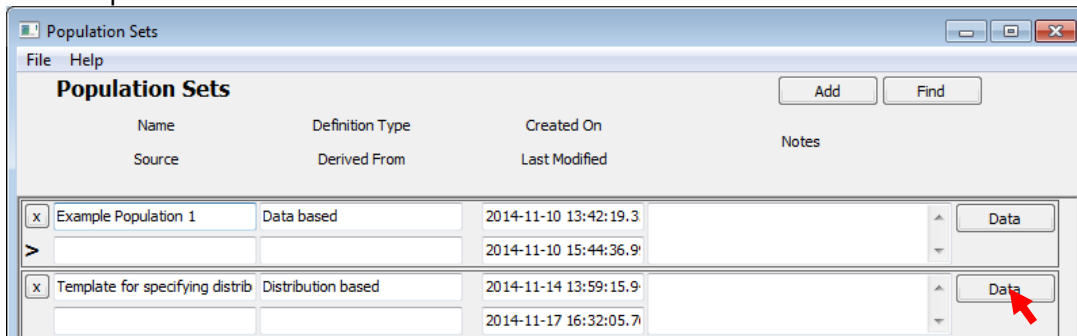 Population Sets
File Help
Population Sets Add Find
Name Definition Type Created On
Notes
Source Derived From Last Modified
x Example Population 1 Data based 2014-11-10 13:42:19.3 Data
> 2014-11-10 15:44:36.9
x Template for specifying distrib Distribution based 2014-11-14 13:59:15.9 Data
2014-11-17 16:32:05.7